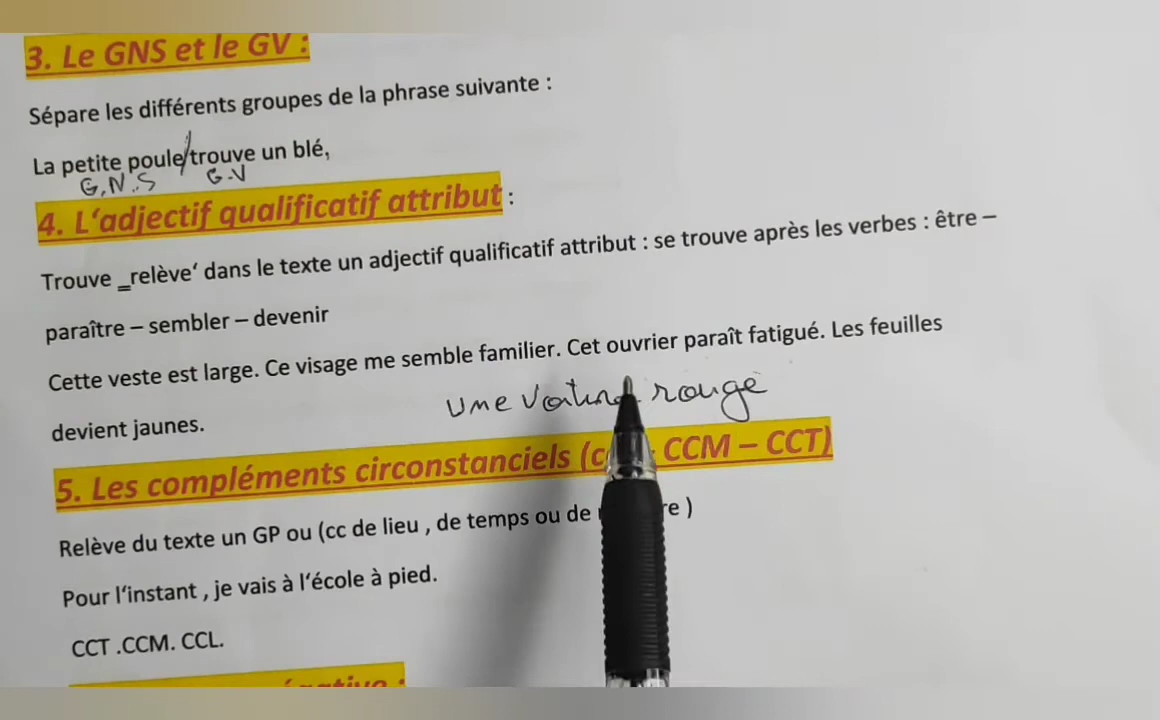 3. Le GNS et le GV :
Sépare les différents groupes de la phrase suivante :
La petite poule/trouve un blé,
G.N.S G.V
4. L‘adjectif qualificatif attribut :
Trouve _relève‘ dans le texte un adjectif qualificatif attribut : se trouve après les verbes : être –
paraître – sembler – devenir
Cette veste est large. Ce visage me semble familier. Cet ouvrier paraît fatigué. Les feuilles
une rouge
devient jaunes.
5. Les compléments circonstanciels ( CCM – CCT)
Relève du texte un GP ou (cc de lieu , de temps ou de )
Pour l‘instant , je vais à l‘école à pied.
CCT .CCM. CCL.